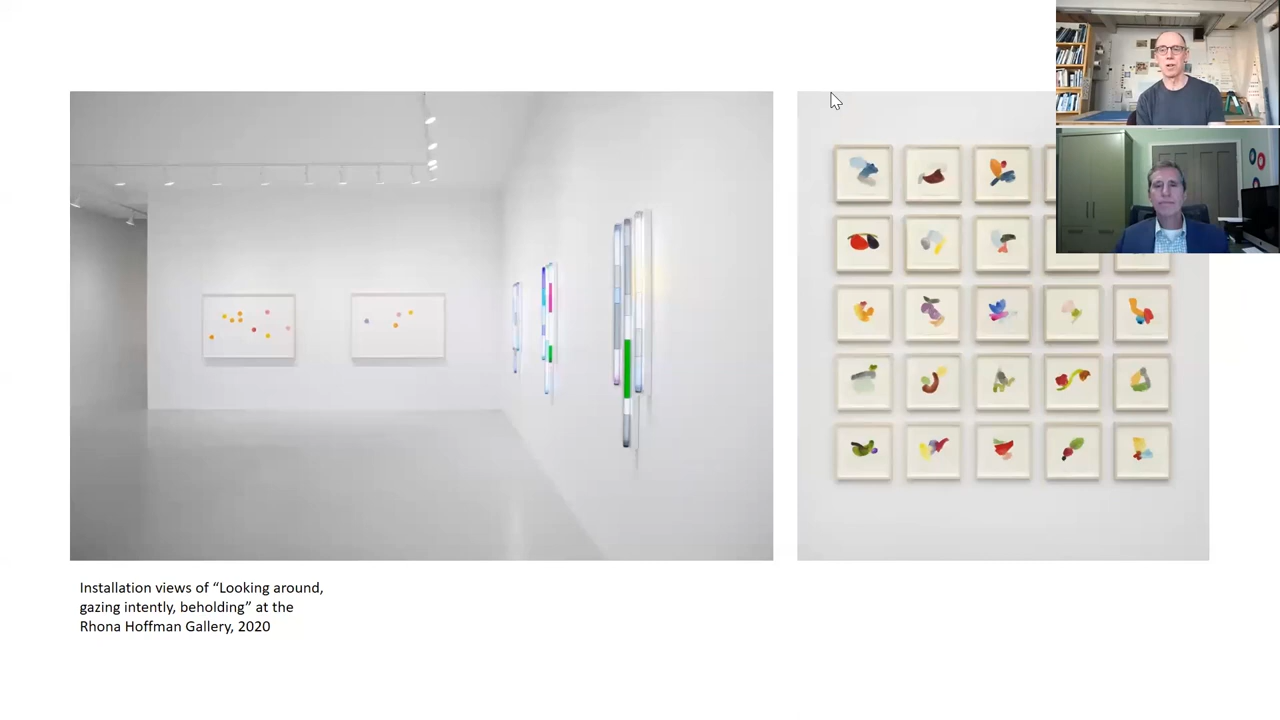 Installation views of “Looking around,
gazing intently, beholding” at the
Rhona Hoffman Gallery, 2020